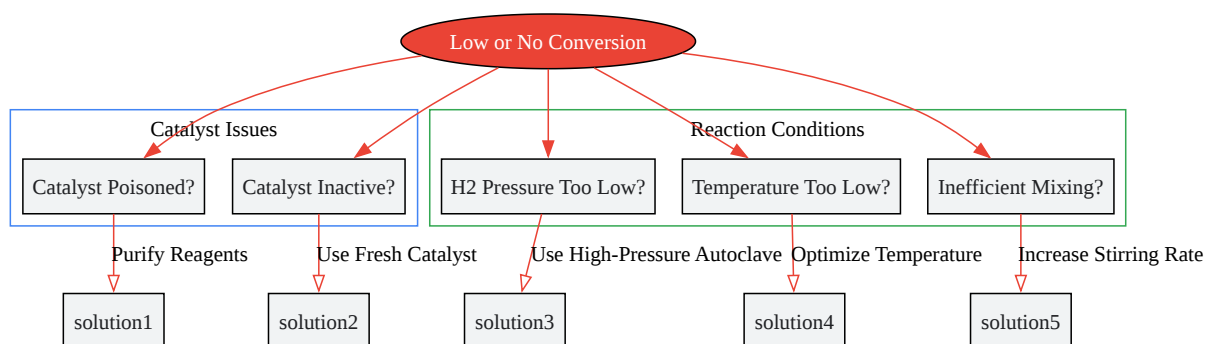 Low or No Conversion
Catalyst Issues
Reaction Conditions
Catalyst Poisoned?
Catalyst Inactive?
H2 Pressure Too Low?
Temperature Too Low?
Inefficient Mixing?
Purify Reagents
Use Fresh Catalyst
Use High-Pressure Autoclave
Optimize Temperature
Increase Stirring Rate
solution1
solution2
solution3
solution4
solution5